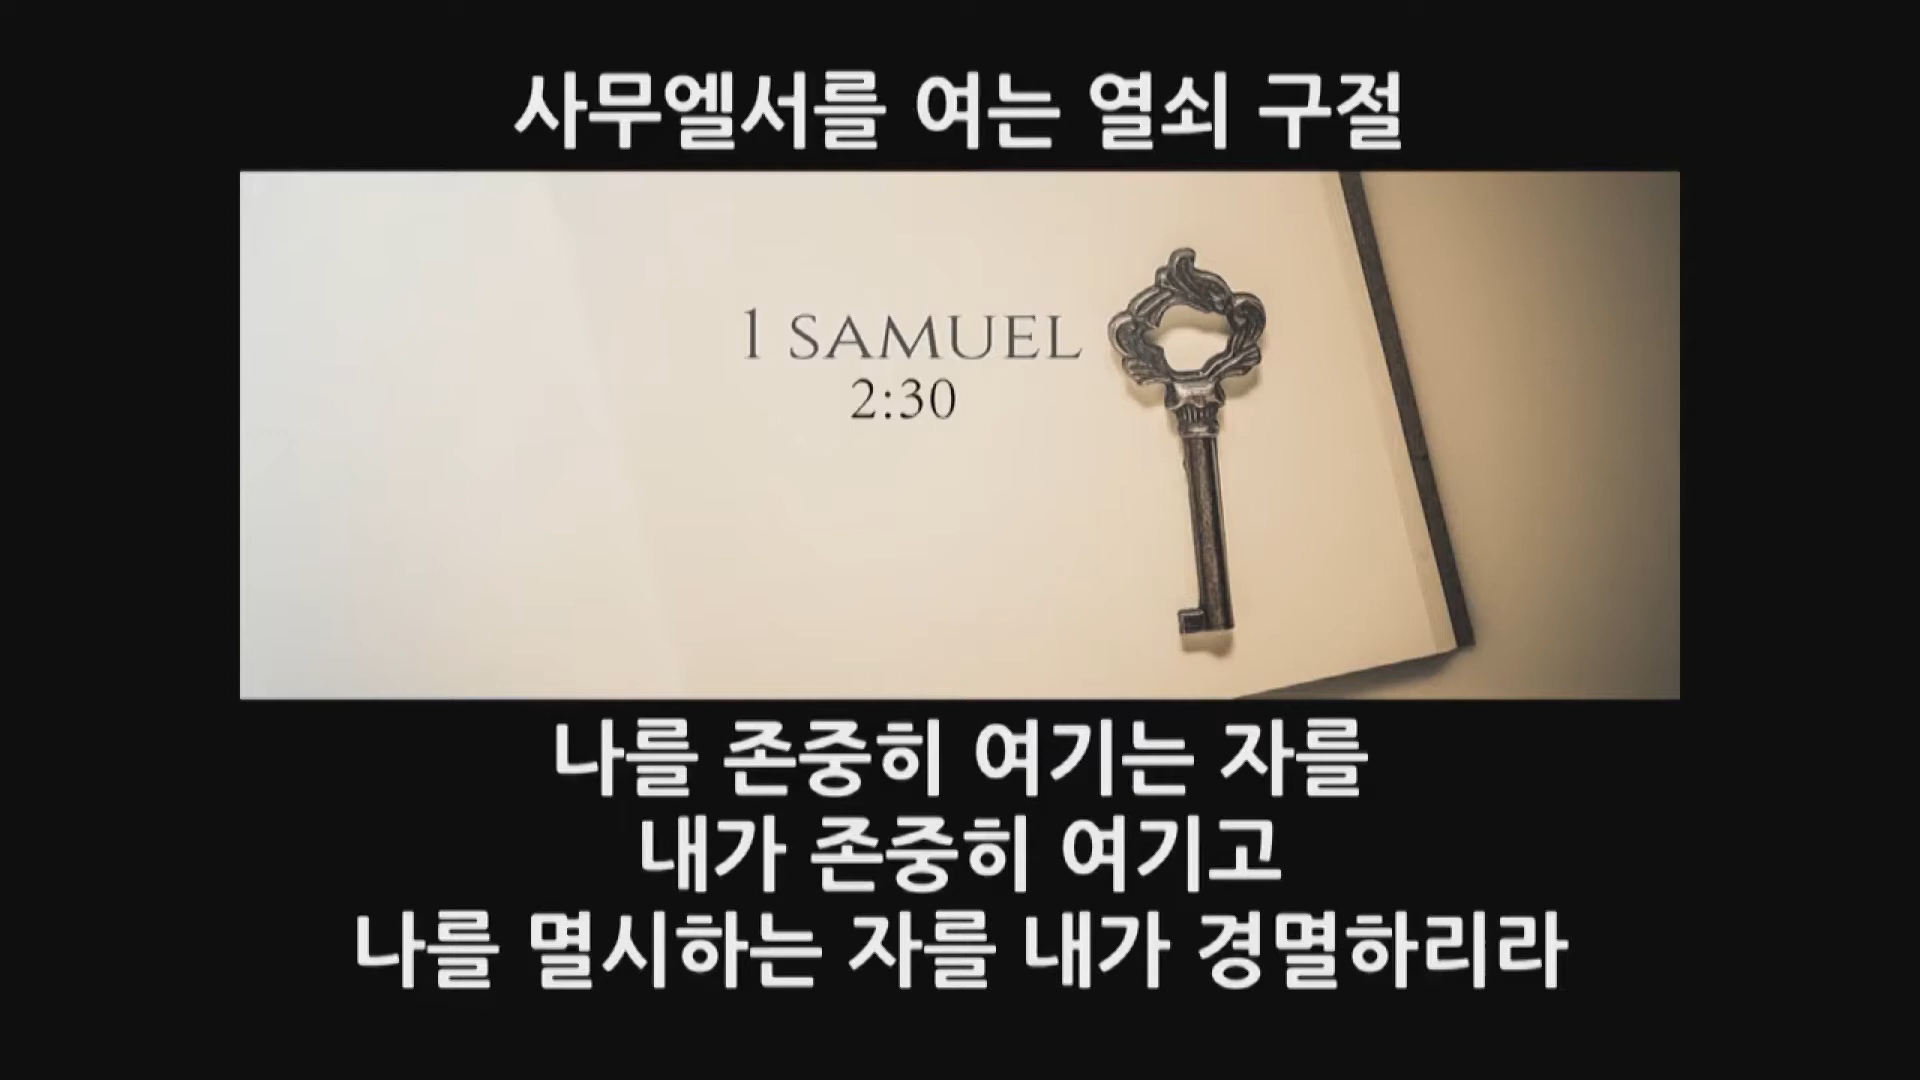 사무엘서를 여는 열쇠 구절
1 SAMUEL
2:30
나를 존중히 여기는 자를
내가 존중히 여기고
나를 멸시하는 자를 내가 경멸하리라